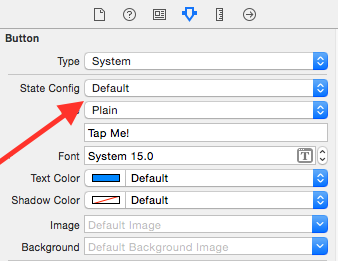 Button
Type System
State Config Default
Plain
Tap Me!
Font System 15.0
Text Color Default
Shadow Color Default
Image Default Image
Background Default Background Image